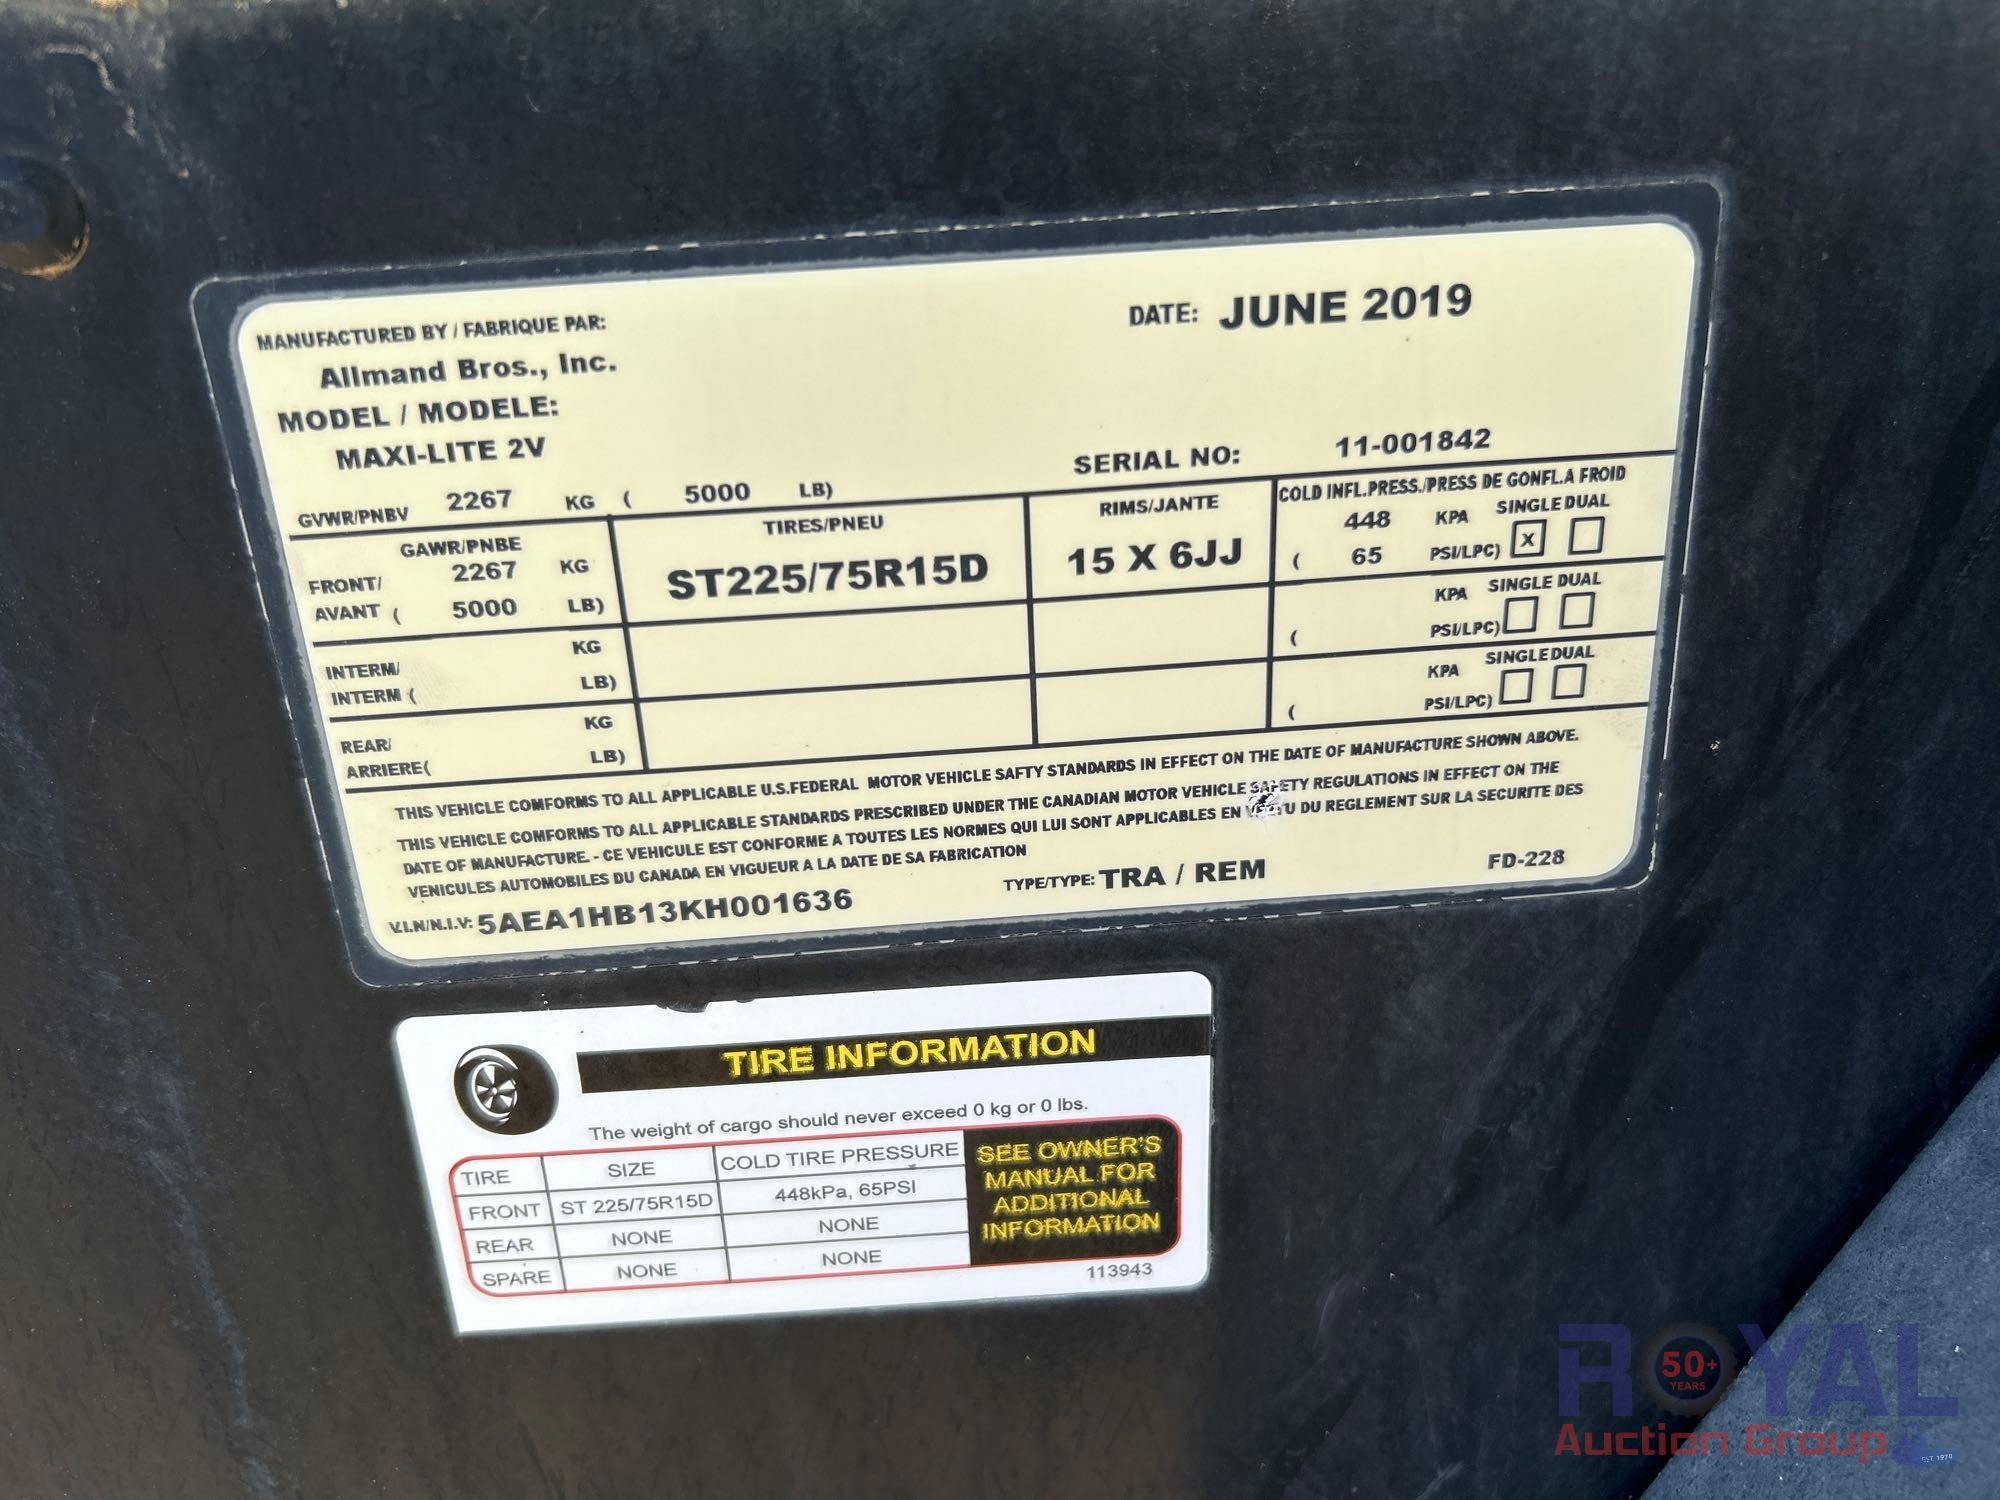 MANUFACTURED BY / FABRIQUE PAR:
Allmand Bros., Inc.
DATE: JUNE 2019
MODEL / MODELE:
MAXI-LITE 2V
SERIAL NO: 11-001842
GVWR/PNBV 2267 KG ( 5000 LB)
GAWR/PNBE
TIRES/PNEU
RIMS/JANTE
COLD INFL.PRESS./PRESS DE GONFL.A FROID
FRONT/ 2267 KG
AVANT ( 5000 LB)
ST225/75R15D
15 X 6JJ
448 KPA SINGLE DUAL
( 65 PSI/LPC) X
INTERM/ KG
INTERM ( LB)
KPA SINGLE DUAL
( PSI/LPC)
REAR/ KG
ARRIERE( LB)
KPA SINGLE DUAL
( PSI/LPC)
THIS VEHICLE COMFORMS TO ALL APPLICABLE U.S.FEDERAL MOTOR VEHICLE SAFTY STANDARDS IN EFFECT ON THE DATE OF MANUFACTURE SHOWN ABOVE.
THIS VEHICLE COMFORMS TO ALL APPLICABLE STANDARDS PRESCRIBED UNDER THE CANADIAN MOTOR VEHICLE SAFETY REGULATIONS IN EFFECT ON THE
DATE OF MANUFACTURE. - CE VEHICULE EST CONFORME A TOUTES LES NORMES QUI LUI SONT APPLICABLES EN VERTU DU REGLEMENT SUR LA SECURITE DES
VENICULES AUTOMOBILES DU CANADA EN VIGUEUR A LA DATE DE SA FABRICATION
V.I.N/N.I.V: 5AEA1HB13KH001636
TYPE/TYPE: TRA / REM
FD-228
TIRE INFORMATION
The weight of cargo should never exceed 0 kg or 0 lbs.
TIRE SIZE COLD TIRE PRESSURE
FRONT ST 225/75R15D 448kPa, 65PSI
REAR NONE NONE
SPARE NONE NONE
SEE OWNER'S
MANUAL FOR
ADDITIONAL
INFORMATION
113943
ROYAL
50+
YEARS
Auction Group
EST. 1970